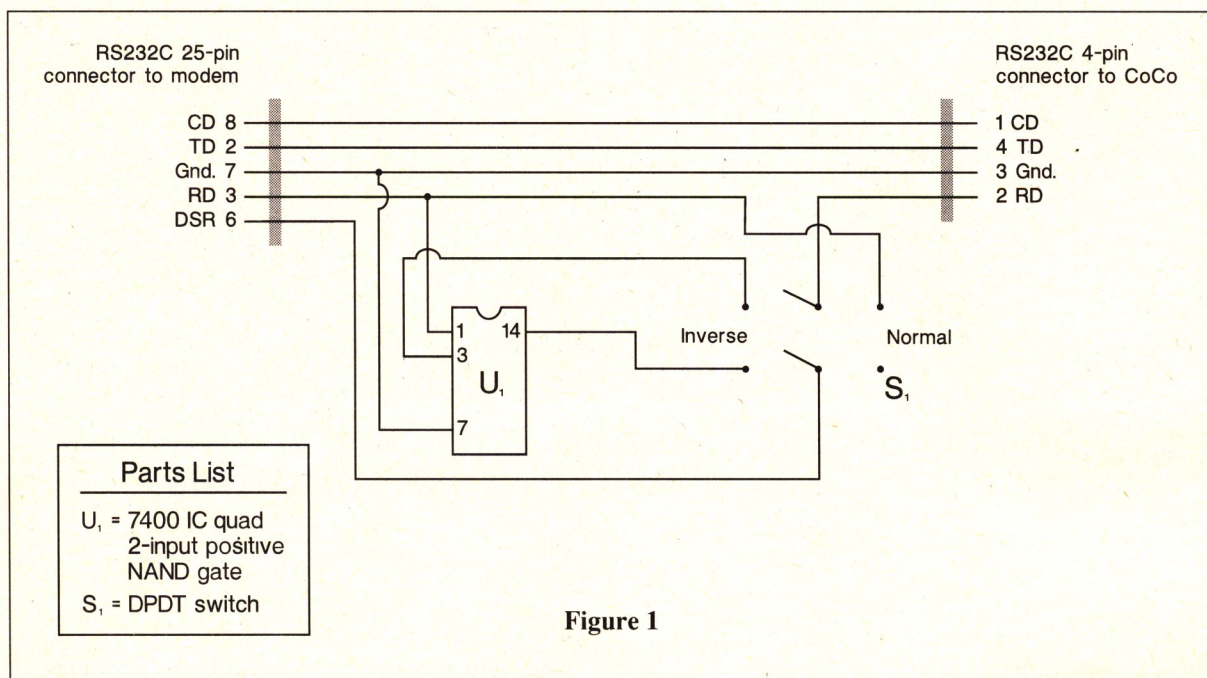 RS232C 25-pin
connector to modem
RS232C 4-pin
connector to CoCo
CD 8
TD 2
Gnd. 7
RD 3
DSR 6
1 CD
4 TD
3 Gnd.
2 RD
1 14
3
U₁
7
Inverse
Normal
S₁
Parts List
U₁ = 7400 IC quad
2-input positive
NAND gate
S₁ = DPDT switch
Figure 1